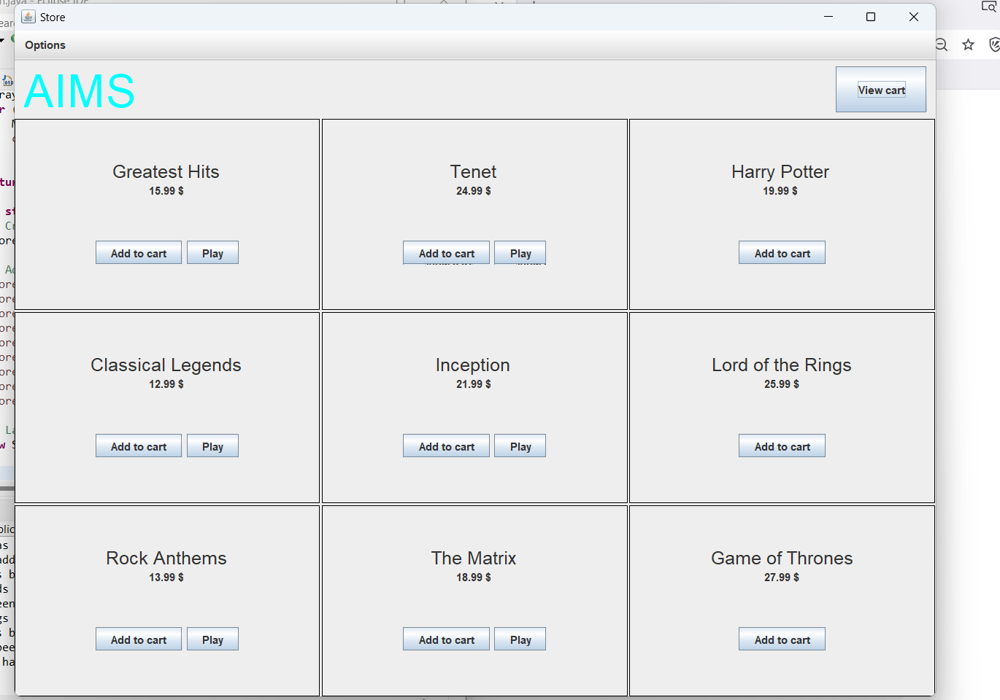 Store
Options
AIMS
View cart
Greatest Hits
15.99 $
Add to cart Play
Tenet
24.99 $
Add to cart Play
Harry Potter
19.99 $
Add to cart
Classical Legends
12.99 $
Add to cart Play
Inception
21.99 $
Add to cart Play
Lord of the Rings
25.99 $
Add to cart
Rock Anthems
13.99 $
Add to cart Play
The Matrix
18.99 $
Add to cart Play
Game of Thrones
27.99 $
Add to cart